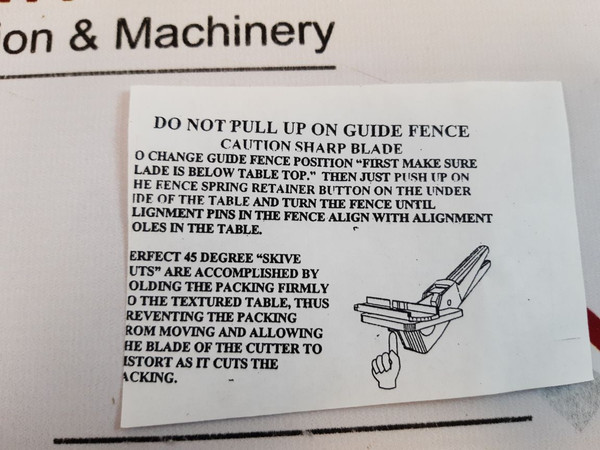 ion & Machinery
DO NOT PULL UP ON GUIDE FENCE
CAUTION SHARP BLADE
O CHANGE GUIDE FENCE POSITION “FIRST MAKE SURE
LADE IS BELOW TABLE TOP.” THEN JUST PUSH UP ON
HE FENCE SPRING RETAINER BUTTON ON THE UNDER
IDE OF THE TABLE AND TURN THE FENCE UNTIL
LIGNMENT PINS IN THE FENCE ALIGN WITH ALIGNMENT
OLES IN THE TABLE.
ERFECT 45 DEGREE “SKIVE
UTS” ARE ACCOMPLISHED BY
OLDING THE PACKING FIRMLY
O THE TEXTURED TABLE, THUS
REVENTING THE PACKING
ROM MOVING AND ALLOWING
HE BLADE OF THE CUTTER TO
ISTORT AS IT CUTS THE
ACKING.